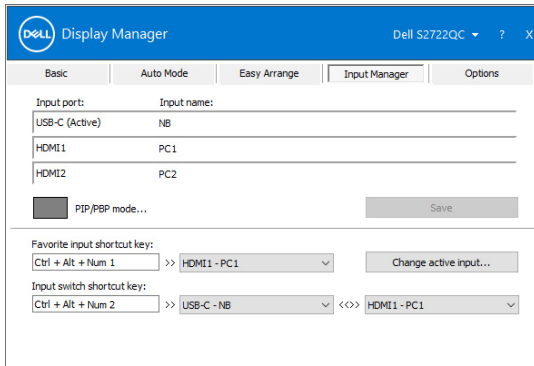 DELL Display Manager Dell S2722QC ? X
Basic Auto Mode Easy Arrange Input Manager Options
Input port: Input name:
USB-C (Active) NB
HDMI1 PC1
HDMI2 PC2
PIP/PBP mode... Save
Favorite input shortcut key:
Ctrl + Alt + Num 1 >> HDMI1 - PC1 Change active input...
Input switch shortcut key:
Ctrl + Alt + Num 2 >> USB-C - NB <<>> HDMI1 - PC1